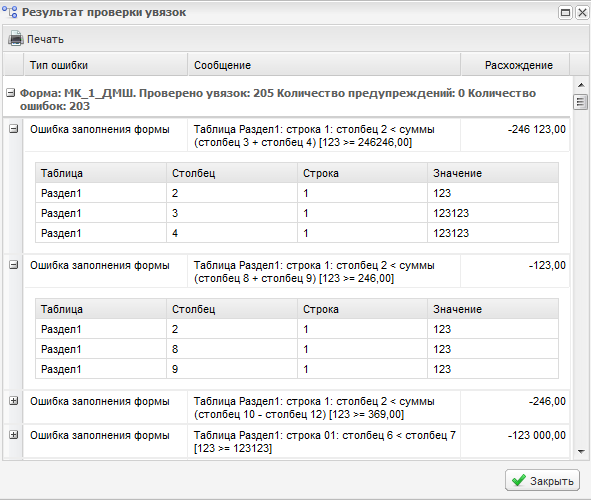 Результат проверки увязок
Печать
Тип ошибки Сообщение Расхождение
Форма: МК_1_ДМШ. Проверено увязок: 205 Количество предупреждений: 0 Количество
ошибок: 203
Ошибка заполнения формы Таблица Раздел1: строка 1: столбец 2 < суммы -246 123,00
(столбец 3 + столбец 4) [123 >= 246246,00]
Таблица Столбец Строка Значение
Раздел1 2 1 123
Раздел1 3 1 123123
Раздел1 4 1 123123
Ошибка заполнения формы Таблица Раздел1: строка 1: столбец 2 < суммы -123,00
(столбец 8 + столбец 9) [123 >= 246,00]
Таблица Столбец Строка Значение
Раздел1 2 1 123
Раздел1 8 1 123
Раздел1 9 1 123
Ошибка заполнения формы Таблица Раздел1: строка 1: столбец 2 < суммы -246,00
(столбец 10 - столбец 12) [123 >= 369,00]
Ошибка заполнения формы Таблица Раздел1: строка 01: столбец 6 < столбец 7 -123 000,00
[123 >= 123123]
Закрыть